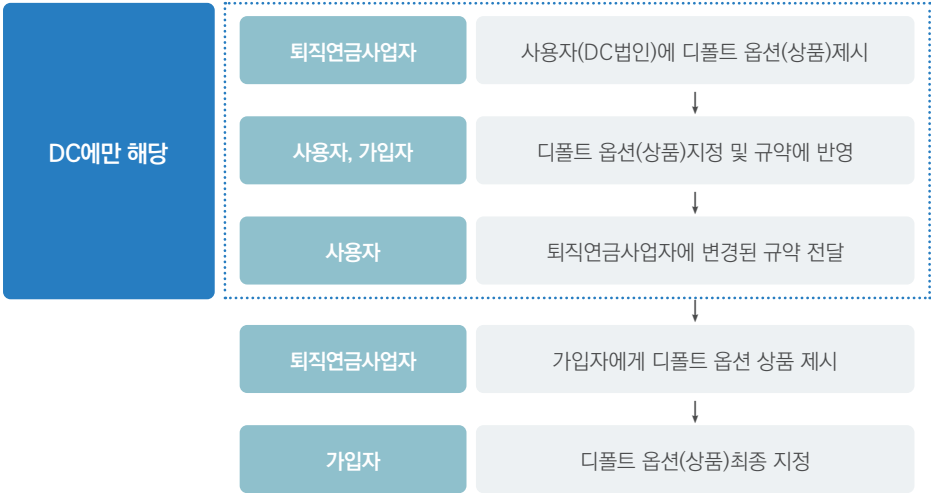 DC에만 해당
퇴직연금사업자
사용자(DC법인)에 디폴트 옵션(상품)제시
사용자, 가입자
디폴트 옵션(상품)지정 및 규약에 반영
사용자
퇴직연금사업자에 변경된 규약 전달
퇴직연금사업자
가입자에게 디폴트 옵션 상품 제시
가입자
디폴트 옵션(상품)최종 지정